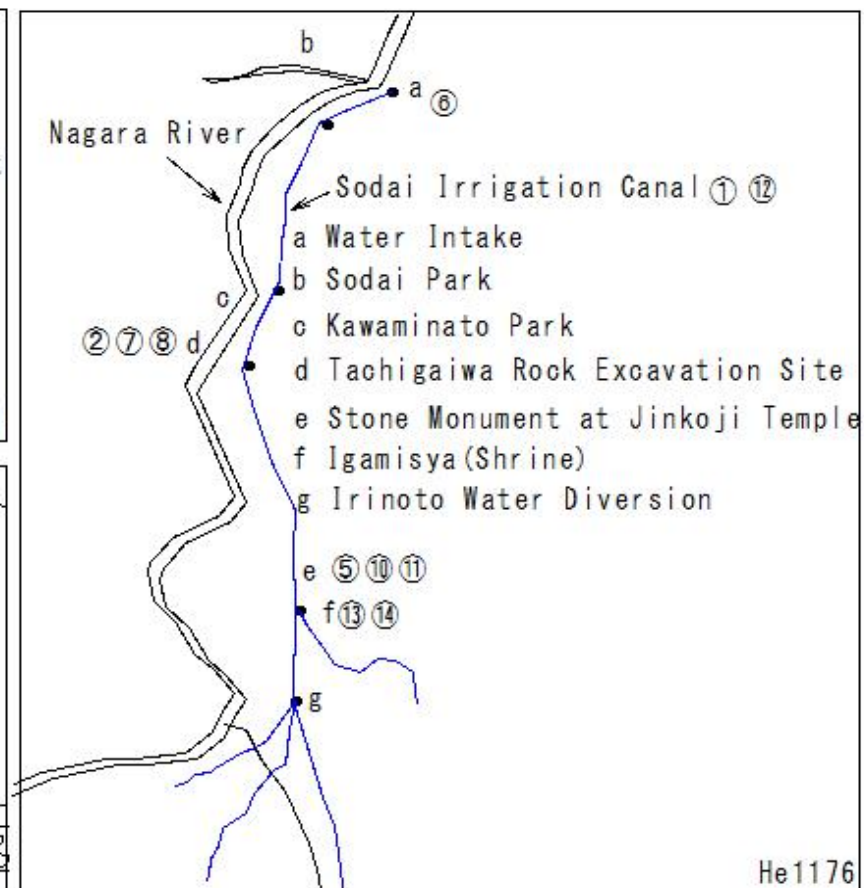 b
a ⑥
Nagara River
Sodai Irrigation Canal ① ⑫
a Water Intake
b Sodai Park
c
c Kawaminato Park
② ⑦ ⑧ d
d Tachigaiwa Rock Excavation Site
e Stone Monument at Jinkoji Temple
f Igamisya(Shrine)
g Irinoto Water Diversion
e ⑤ ⑩ ⑪
f ⑬ ⑭
g
He1176